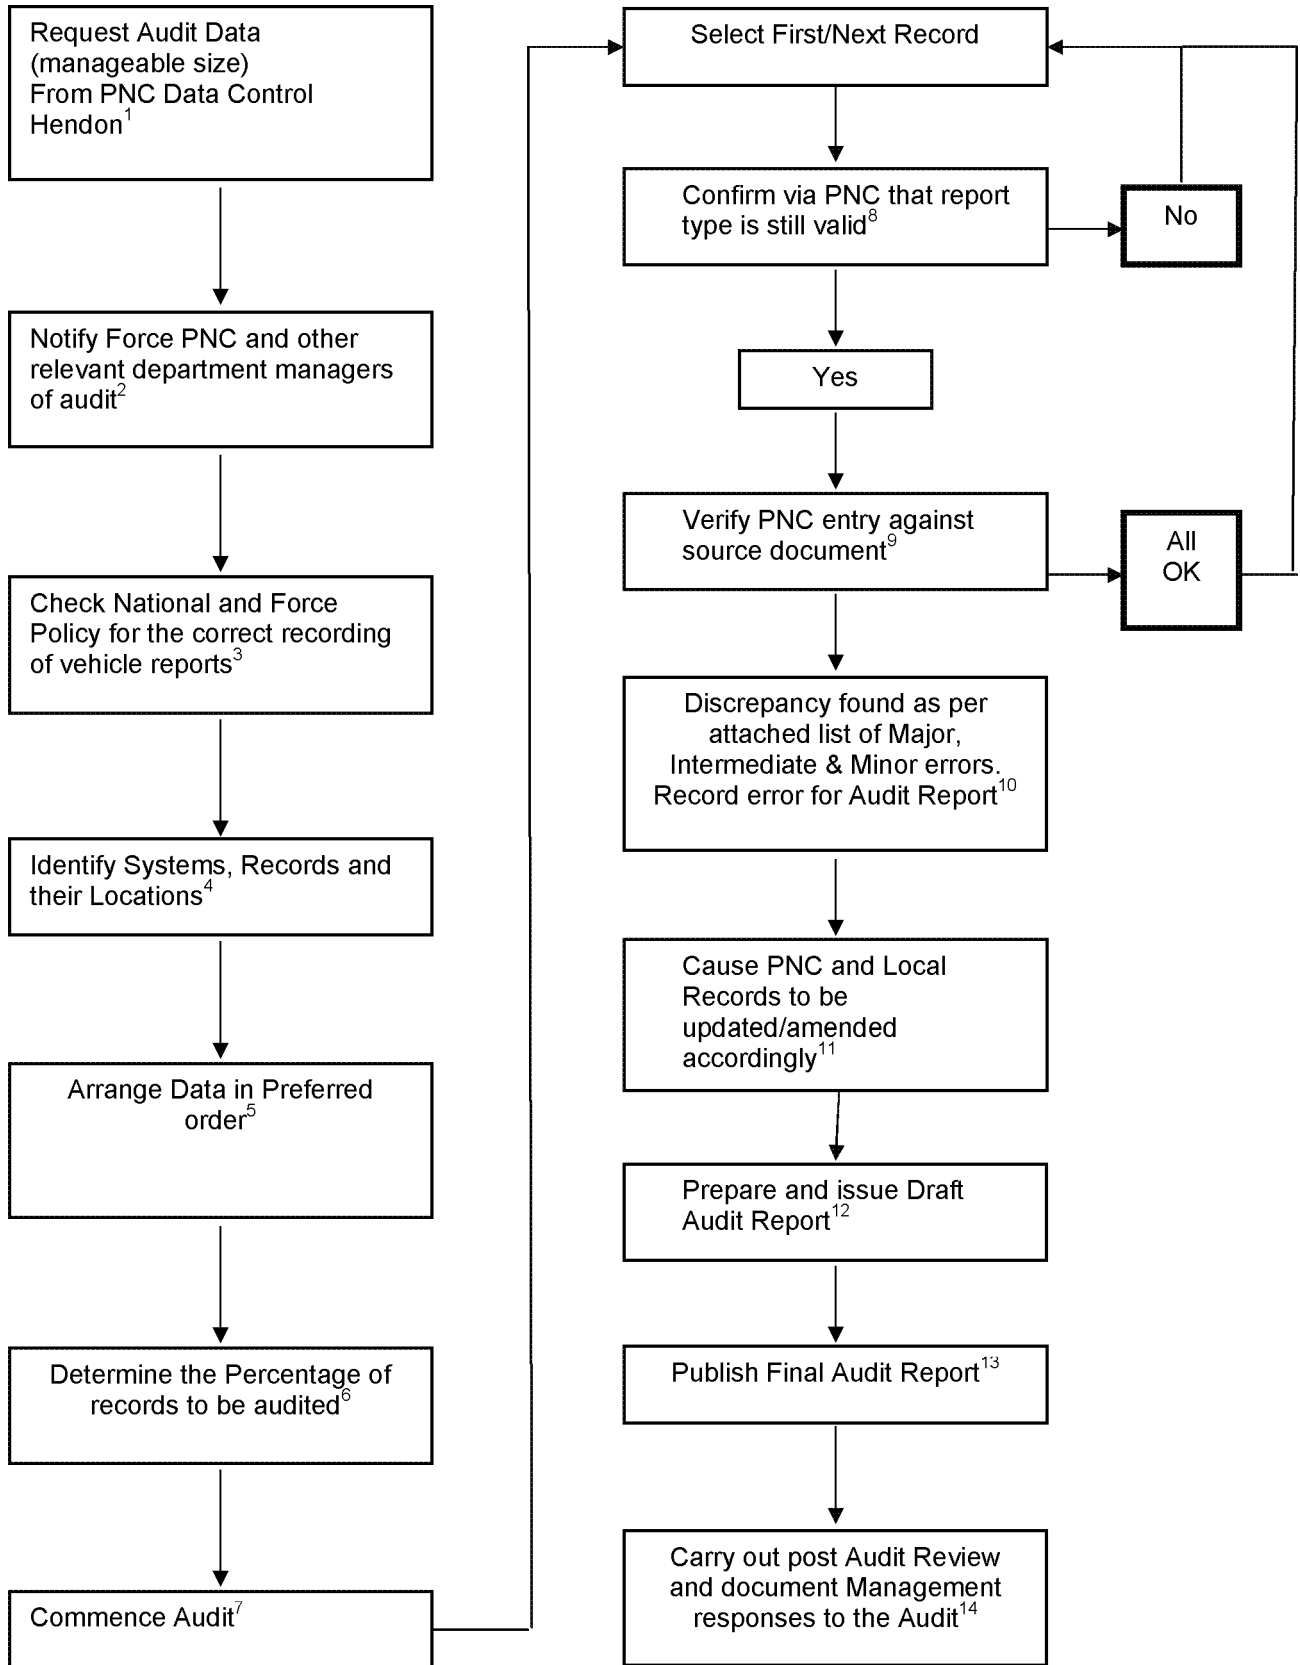 Request Audit Data
(manageable size)
From PNC Data Control
Hendon1
Notify Force PNC and other
relevant department managers
of audit2
Check National and Force
Policy for the correct recording
of vehicle reports3
Identify Systems, Records and
their Locations4
Arrange Data in Preferred
order5
Determine the Percentage of
records to be audited6
Commence Audit7
Select First/Next Record
Confirm via PNC that report
type is still valid8
No
Yes
Verify PNC entry against
source document9
All
OK
Discrepancy found as per
attached list of Major,
Intermediate & Minor errors.
Record error for Audit Report10
Cause PNC and Local
Records to be
updated/amended
accordingly11
Prepare and issue Draft
Audit Report12
Publish Final Audit Report13
Carry out post Audit Review
and document Management
responses to the Audit14